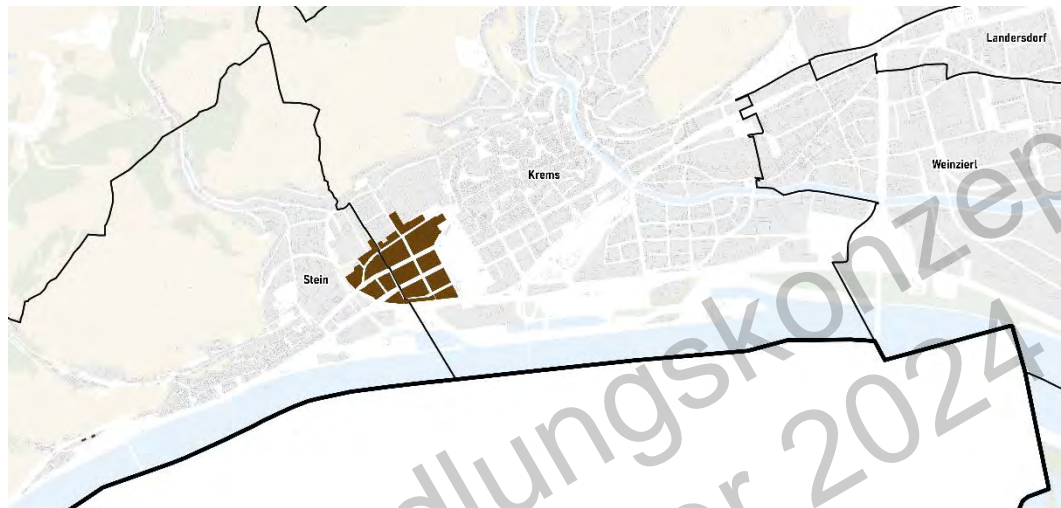 Landersdorf
Weinzierl
Krems
Stein
dlungskonzep
er 2024